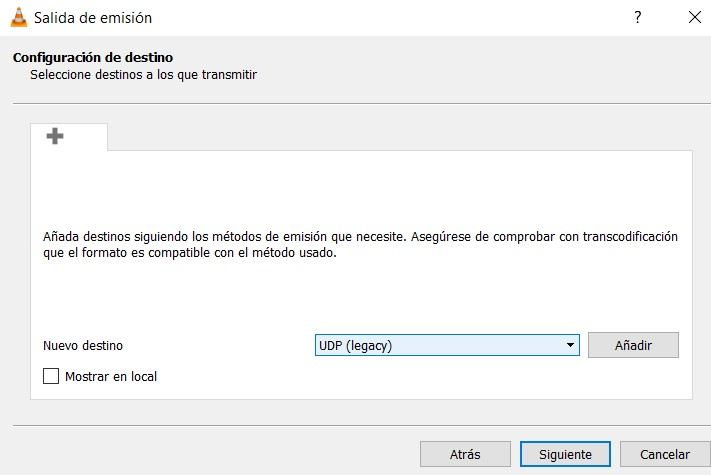 Salida de emisión
?
Configuración de destino
Seleccione destinos a los que transmitir
Añada destinos siguiendo los métodos de emisión que necesite. Asegúrese de comprobar con transcodificación
que el formato es compatible con el método usado.
Nuevo destino UDP (legacy) Añadir
Mostrar en local
Atrás Siguiente Cancelar